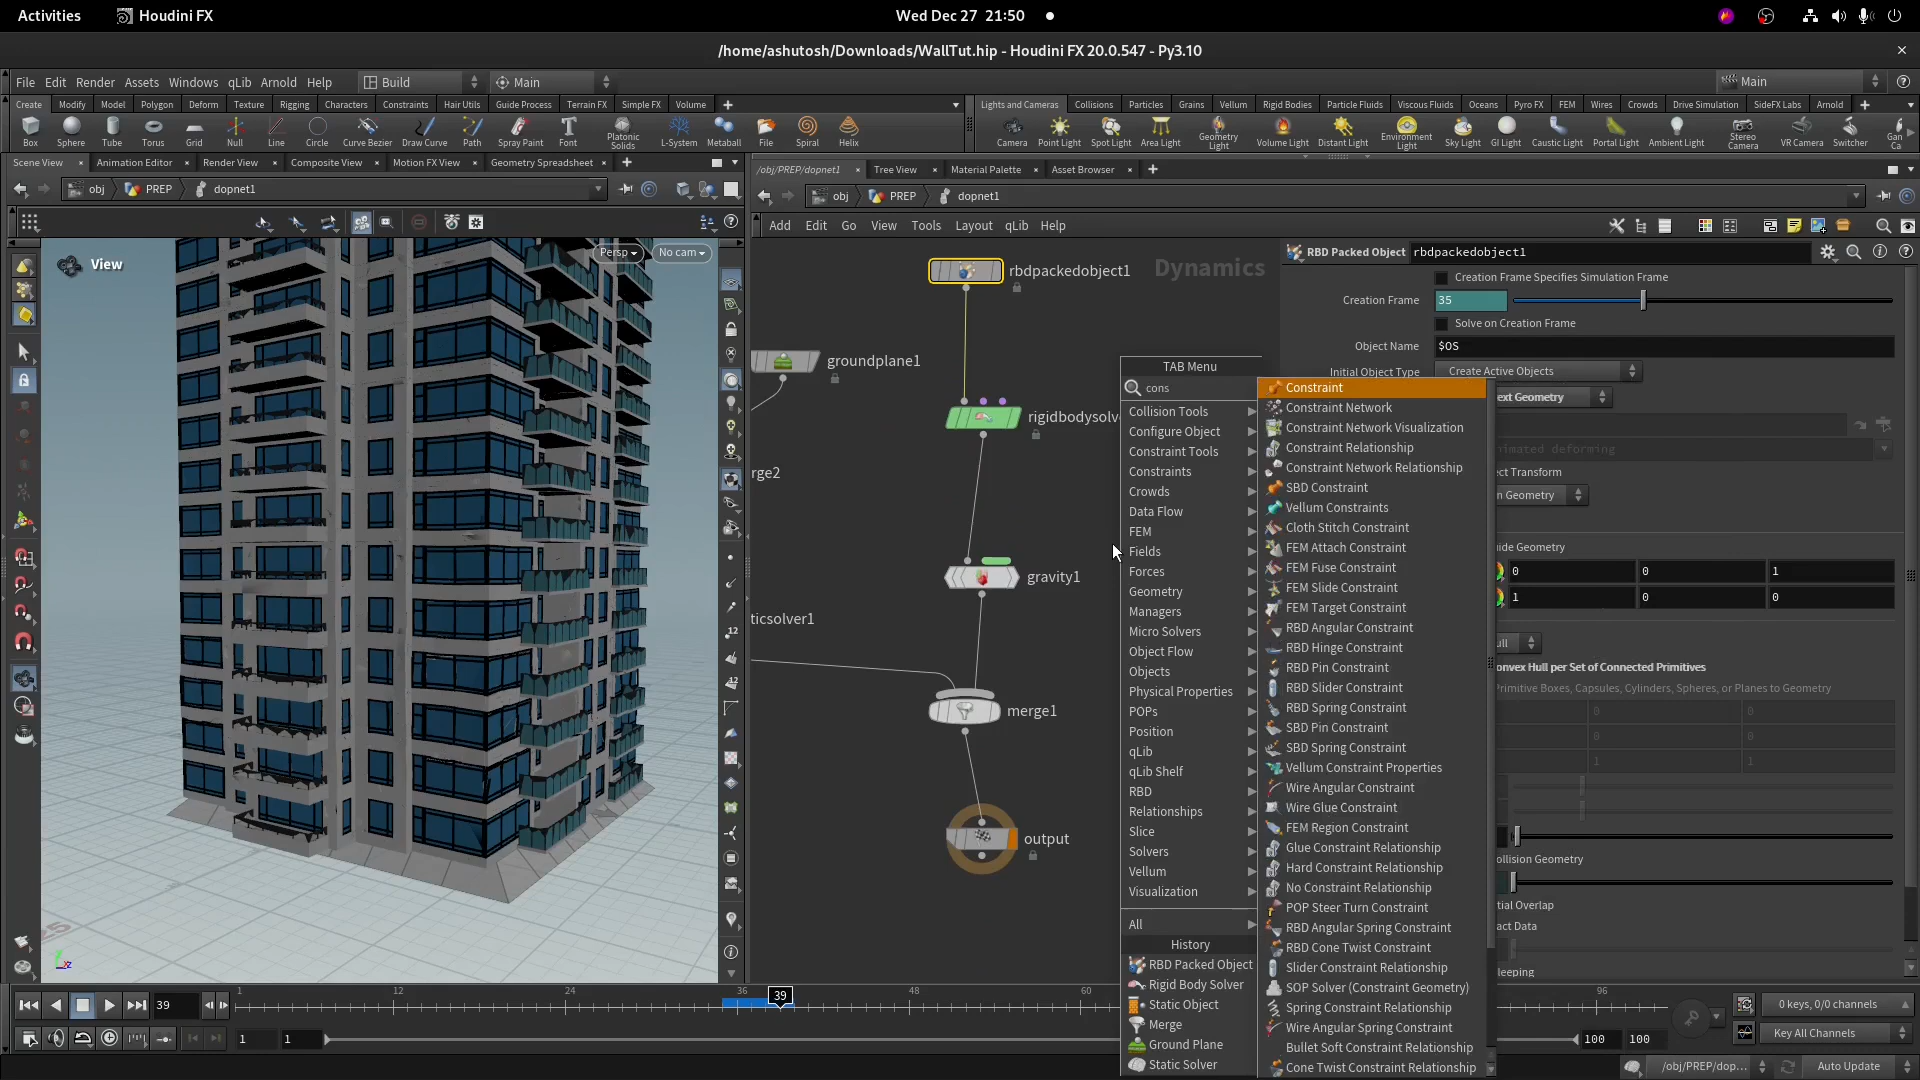 Activities
Houdini FX
Wed Dec 27 21:50
/home/ashutosh/Downloads/WallTut.hip - Houdini FX 20.0.547 - Py3.10
File Edit Render Assets Windows qLib Arnold Help
Build
Main
Main
Create Modify Model Polygon Deform Texture Rigging Characters Constraints Hair Utils Guide Process Terrain FX Simple FX Volume
Lights and Cameras Collisions Particles Grains Vellum Rigid Bodies Particle Fluids Viscous Fluids Oceans Pyro FX FEM Wires Crowds Drive Simulation SideFX Labs Arnold
Box Sphere Tube Torus Grid Null Line Circle Curve Bezier Draw Curve Path Spray Paint Font Platonic Solids L-System Metaball File Spiral Helix
Camera Point Light Spot Light Area Light Geometry Light Volume Light Distant Light Environment Light Sky Light GI Light Caustic Light Portal Light Ambient Light Stereo Camera VR Camera Switcher Gan Ca
Scene View Animation Editor Render View Composite View Motion FX View Geometry Spreadsheet
/obj/PREP/dopnet1 Tree View Material Palette Asset Browser
obj PREP dopnet1
obj PREP dopnet1
Add Edit Go View Tools Layout qLib Help
View
Persp
No cam
Dynamics
rbdpackedobject1
groundplane1
rigidbodysolve
rge2
gravity1
ticsolver1
merge1
output
RBD Packed Object rbdpackedobject1
Creation Frame Specifies Simulation Frame
Creation Frame 35
Solve on Creation Frame
Object Name $OS
Initial Object Type Create Active Objects
ext Geometry
nimated deforming
ect Transform
n Geometry
ide Geometry
0 0 1
1 0 0
ull
onvex Hull per Set of Connected Primitives
Primitive Boxes, Capsules, Cylinders, Spheres, or Planes to Geometry
0 0
0 0
1 1
ollision Geometry
tial Overlap
act Data
leeping
TAB Menu
cons
Collision Tools
Configure Object
Constraint Tools
Constraints
Crowds
Data Flow
FEM
Fields
Forces
Geometry
Managers
Micro Solvers
Object Flow
Objects
Physical Properties
POPs
Position
qLib
qLib Shelf
RBD
Relationships
Slice
Solvers
Vellum
Visualization
All
History
RBD Packed Object
Rigid Body Solver
Static Object
Merge
Ground Plane
Static Solver
Constraint
Constraint Network
Constraint Network Visualization
Constraint Relationship
Constraint Network Relationship
SBD Constraint
Vellum Constraints
Cloth Stitch Constraint
FEM Attach Constraint
FEM Fuse Constraint
FEM Slide Constraint
FEM Target Constraint
RBD Angular Constraint
RBD Hinge Constraint
RBD Pin Constraint
RBD Slider Constraint
RBD Spring Constraint
SBD Pin Constraint
SBD Spring Constraint
Vellum Constraint Properties
Wire Angular Constraint
Wire Glue Constraint
FEM Region Constraint
Glue Constraint Relationship
Hard Constraint Relationship
No Constraint Relationship
POP Steer Turn Constraint
RBD Angular Spring Constraint
RBD Cone Twist Constraint
Slider Constraint Relationship
SOP Solver (Constraint Geometry)
Spring Constraint Relationship
Wire Angular Spring Constraint
Bullet Soft Constraint Relationship
Cone Twist Constraint Relationship
39
1 12 24 36 39 48 60 96
1 1
100 100
0 keys, 0/0 channels
Key All Channels
/obj/PREP/dop...
Auto Update